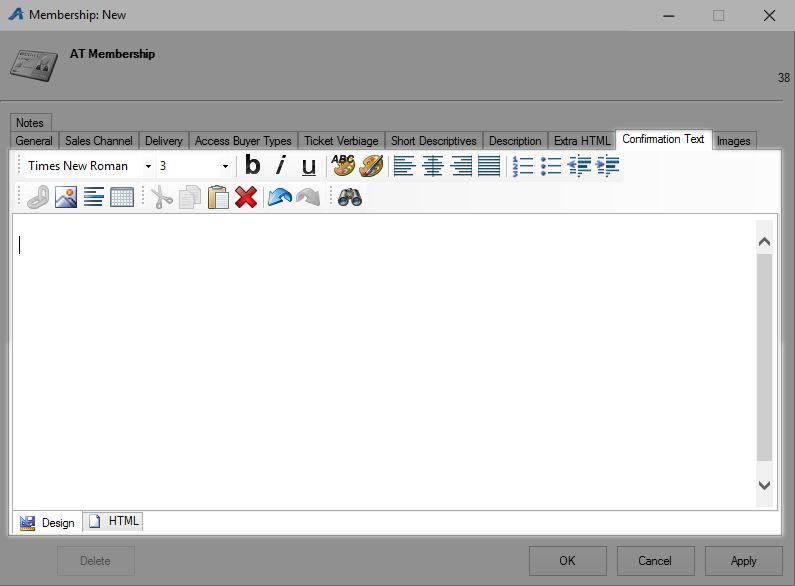 Membership: New
AT Membership
38
Notes
General Sales Channel Delivery Access Buyer Types Ticket Verbiage Short Descriptives Description Extra HTML Confirmation Text Images
Times New Roman 3 b i u ABC
Design HTML
Delete OK Cancel Apply